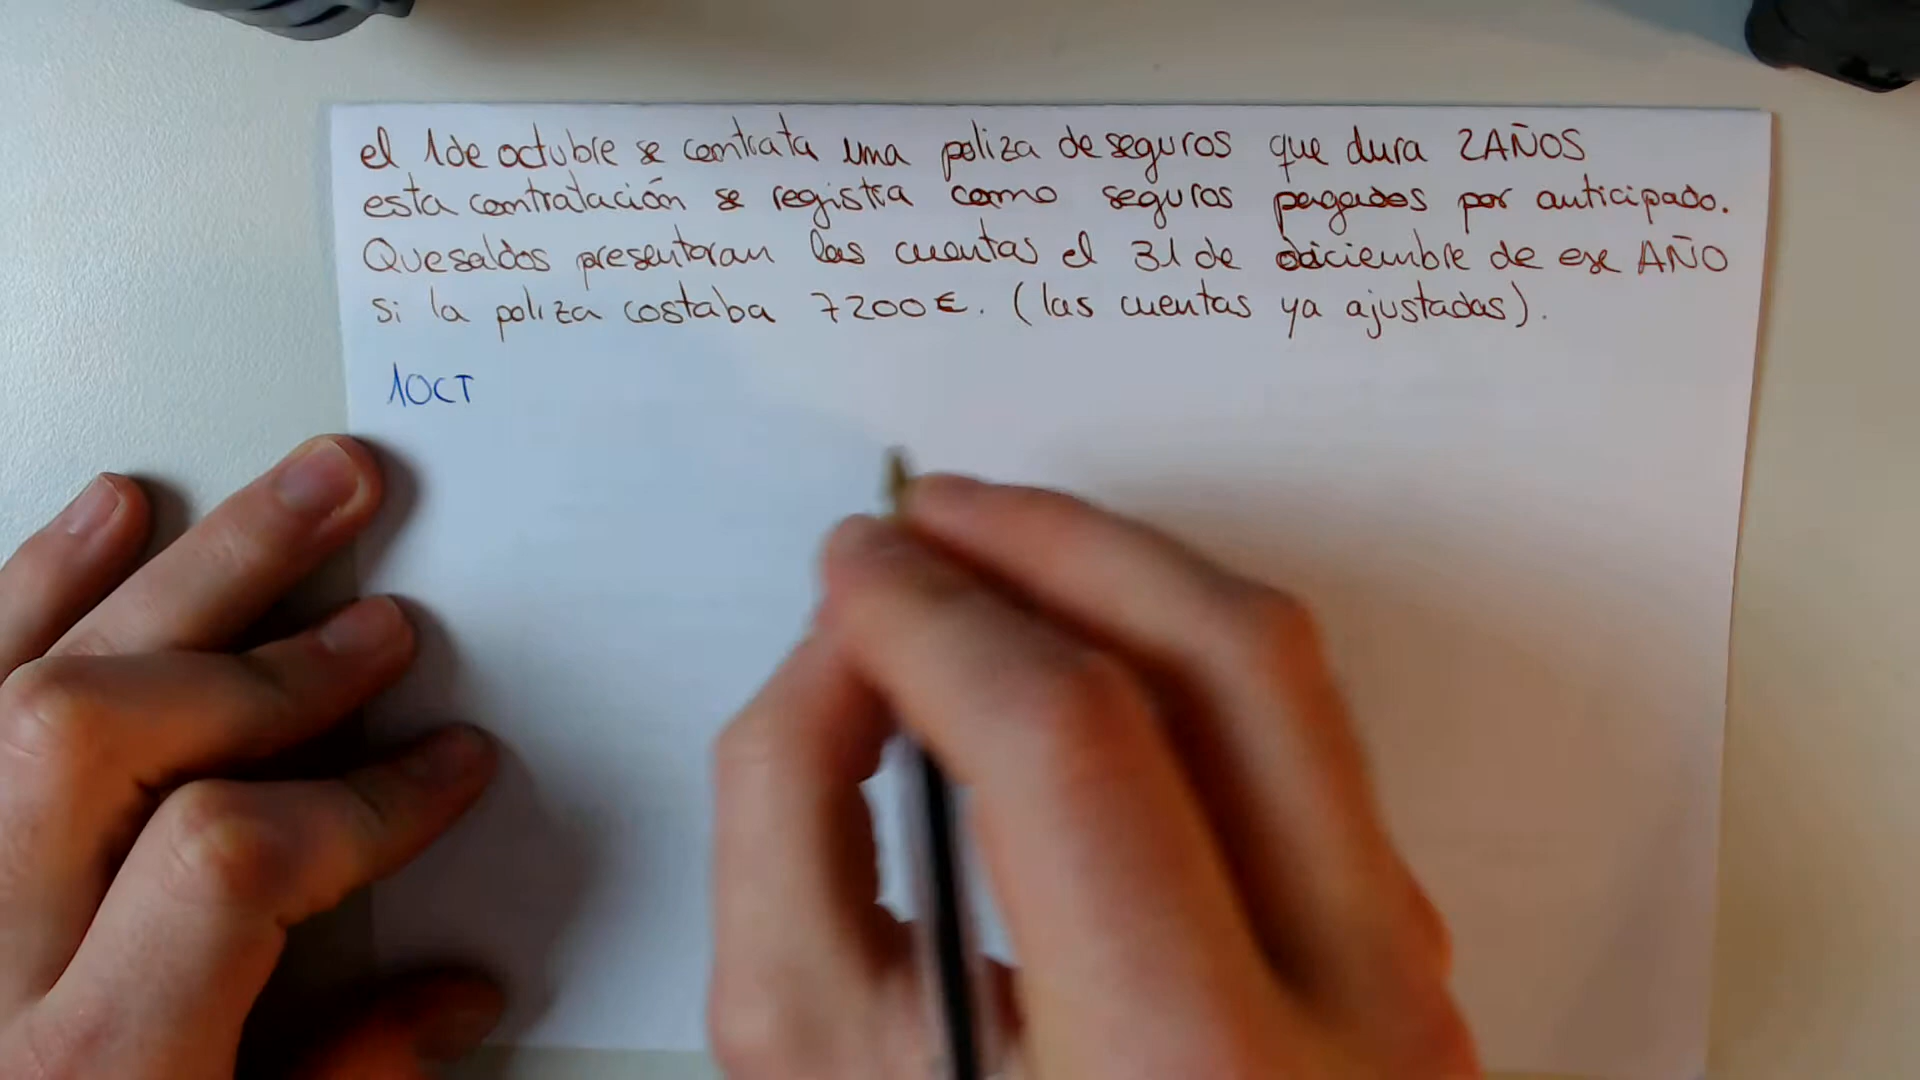 el 1 de octubre se contrata una poliza de seguros que dura 2 AÑOS
esta contratación se registra como seguros pagados por anticipado.
Que saldos presentaran las cuentas el 31 de diciembre de ese AÑO
si la poliza costaba 7200€. (las cuentas ya ajustadas).
1OCT